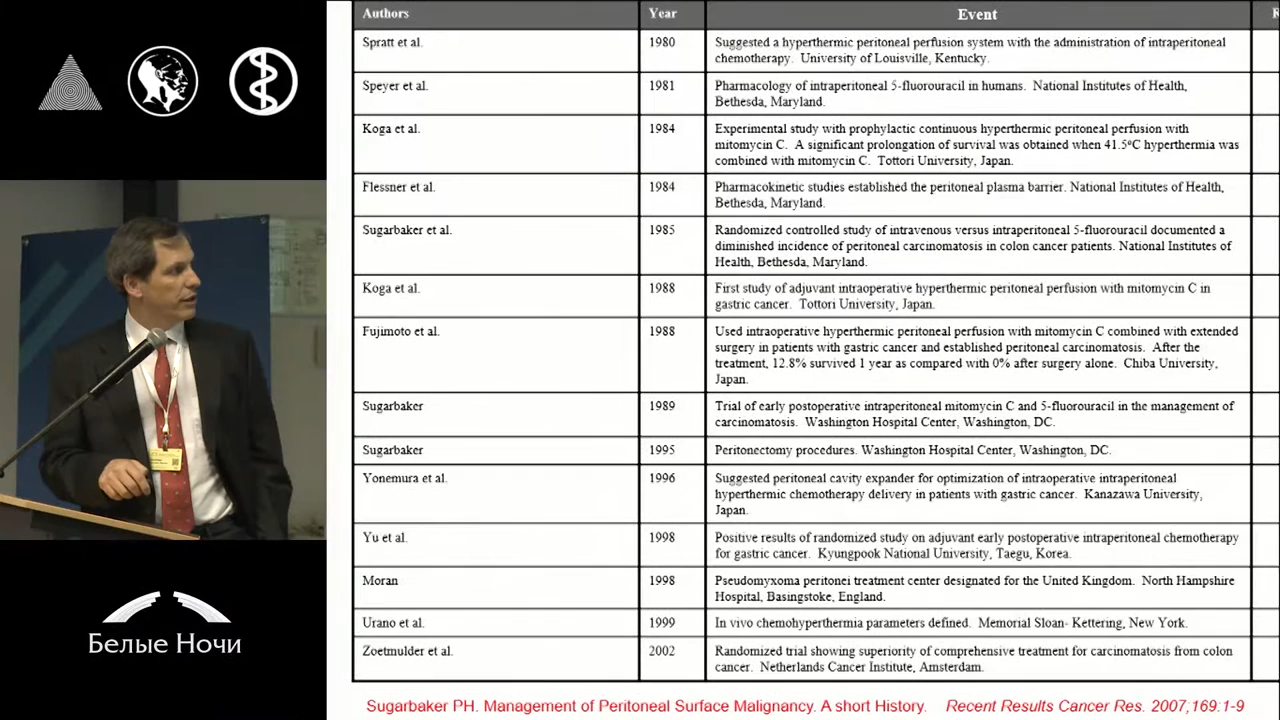 Authors Year Event
Spratt et al. 1980 Suggested a hyperthermic peritoneal perfusion system with the administration of intraperitoneal
chemotherapy. University of Louisville, Kentucky.
Speyer et al. 1981 Pharmacology of intraperitoneal 5-fluorouracil in humans. National Institutes of Health,
Bethesda, Maryland.
Koga et al. 1984 Experimental study with prophylactic continuous hyperthermic peritoneal perfusion with
mitomycin C. A significant prolongation of survival was obtained when 41.5ºC hyperthermia was
combined with mitomycin C. Tottori University, Japan.
Flessner et al. 1984 Pharmacokinetic studies established the peritoneal plasma barrier. National Institutes of Health,
Bethesda, Maryland.
Sugarbaker et al. 1985 Randomized controlled study of intravenous versus intraperitoneal 5-fluorouracil documented a
diminished incidence of peritoneal carcinomatosis in colon cancer patients. National Institutes of
Health, Bethesda, Maryland.
Koga et al. 1988 First study of adjuvant intraoperative hyperthermic peritoneal perfusion with mitomycin C in
gastric cancer. Tottori University, Japan.
Fujimoto et al. 1988 Used intraoperative hyperthermic peritoneal perfusion with mitomycin C combined with extended
surgery in patients with gastric cancer and established peritoneal carcinomatosis. After the
treatment, 12.8% survived 1 year as compared with 0% after surgery alone. Chiba University,
Japan.
Sugarbaker 1989 Trial of early postoperative intraperitoneal mitomycin C and 5-fluorouracil in the management of
carcinomatosis. Washington Hospital Center, Washington, DC.
Sugarbaker 1995 Peritonectomy procedures. Washington Hospital Center, Washington, DC.
Yonemura et al. 1996 Suggested peritoneal cavity expander for optimization of intraoperative intraperitoneal
hyperthermic chemotherapy delivery in patients with gastric cancer. Kanazawa University,
Japan.
Yu et al. 1998 Positive results of randomized study on adjuvant early postoperative intraperitoneal chemotherapy
for gastric cancer. Kyungpook National University, Taegu, Korea.
Moran 1998 Pseudomyxoma peritonei treatment center designated for the United Kingdom. North Hampshire
Hospital, Basingstoke, England.
Urano et al. 1999 In vivo chemohyperthermia parameters defined. Memorial Sloan- Kettering, New York.
Zoetmulder et al. 2002 Randomized trial showing superiority of comprehensive treatment for carcinomatosis from colon
cancer. Netherlands Cancer Institute, Amsterdam.
Белые Ночи
Sugarbaker PH. Management of Peritoneal Surface Malignancy. A short History. Recent Results Cancer Res. 2007;169:1-9